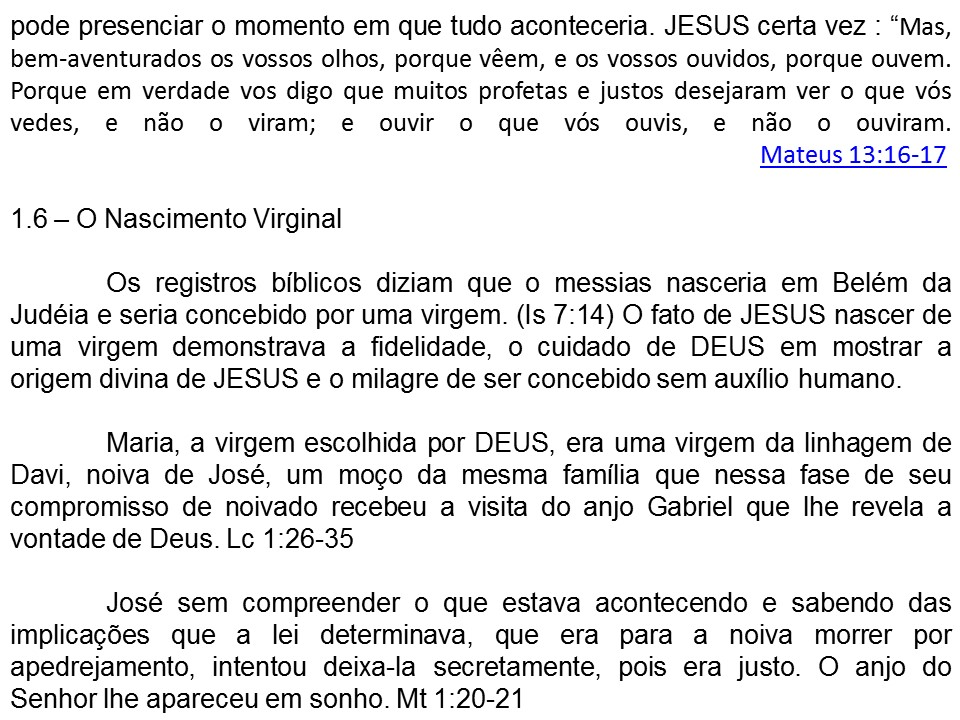 pode presenciar o momento em que tudo aconteceria. JESUS certa vez : “Mas,
bem-aventurados os vossos olhos, porque vêem, e os vossos ouvidos, porque ouvem.
Porque em verdade vos digo que muitos profetas e justos desejaram ver o que vós
vedes, e não o viram; e ouvir o que vós ouvis, e não o ouviram.
Mateus 13:16-17
1.6 – O Nascimento Virginal
Os registros bíblicos diziam que o messias nasceria em Belém da
Judéia e seria concebido por uma virgem. (Is 7:14) O fato de JESUS nascer de
uma virgem demonstrava a fidelidade, o cuidado de DEUS em mostrar a
origem divina de JESUS e o milagre de ser concebido sem auxílio humano.
Maria, a virgem escolhida por DEUS, era uma virgem da linhagem de
Davi, noiva de José, um moço da mesma família que nessa fase de seu
compromisso de noivado recebeu a visita do anjo Gabriel que lhe revela a
vontade de Deus. Lc 1:26-35
José sem compreender o que estava acontecendo e sabendo das
implicações que a lei determinava, que era para a noiva morrer por
apedrejamento, intentou deixa-la secretamente, pois era justo. O anjo do
Senhor lhe apareceu em sonho. Mt 1:20-21